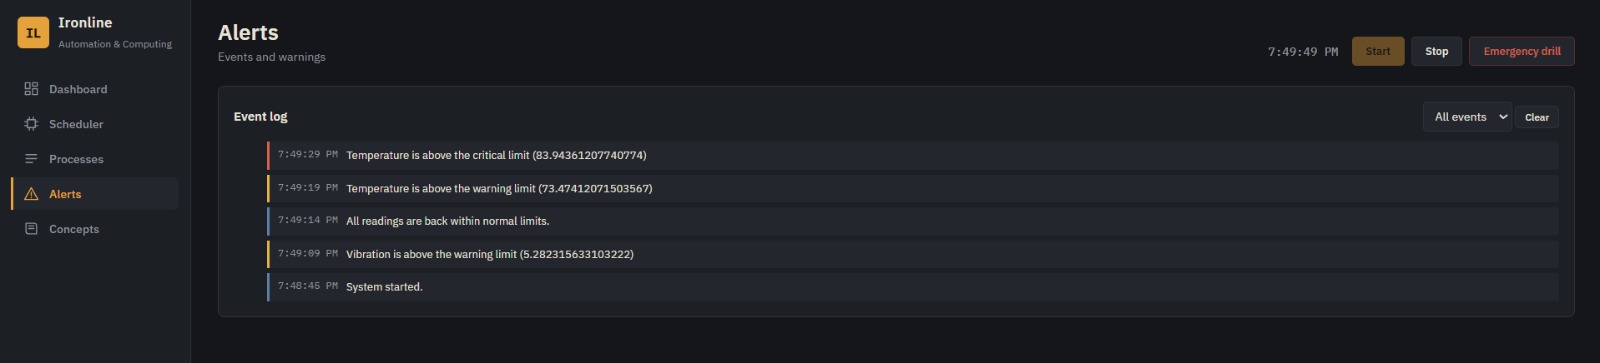 IL
Ironline
Automation & Computing
Dashboard
Scheduler
Processes
Alerts
Concepts
Alerts
Events and warnings
7:49:49 PM Start Stop Emergency drill
Event log
All events Clear
7:49:29 PM Temperature is above the critical limit (83.94361207740774)
7:49:19 PM Temperature is above the warning limit (73.47412071503567)
7:49:14 PM All readings are back within normal limits.
7:49:09 PM Vibration is above the warning limit (5.282315633103222)
7:48:45 PM System started.